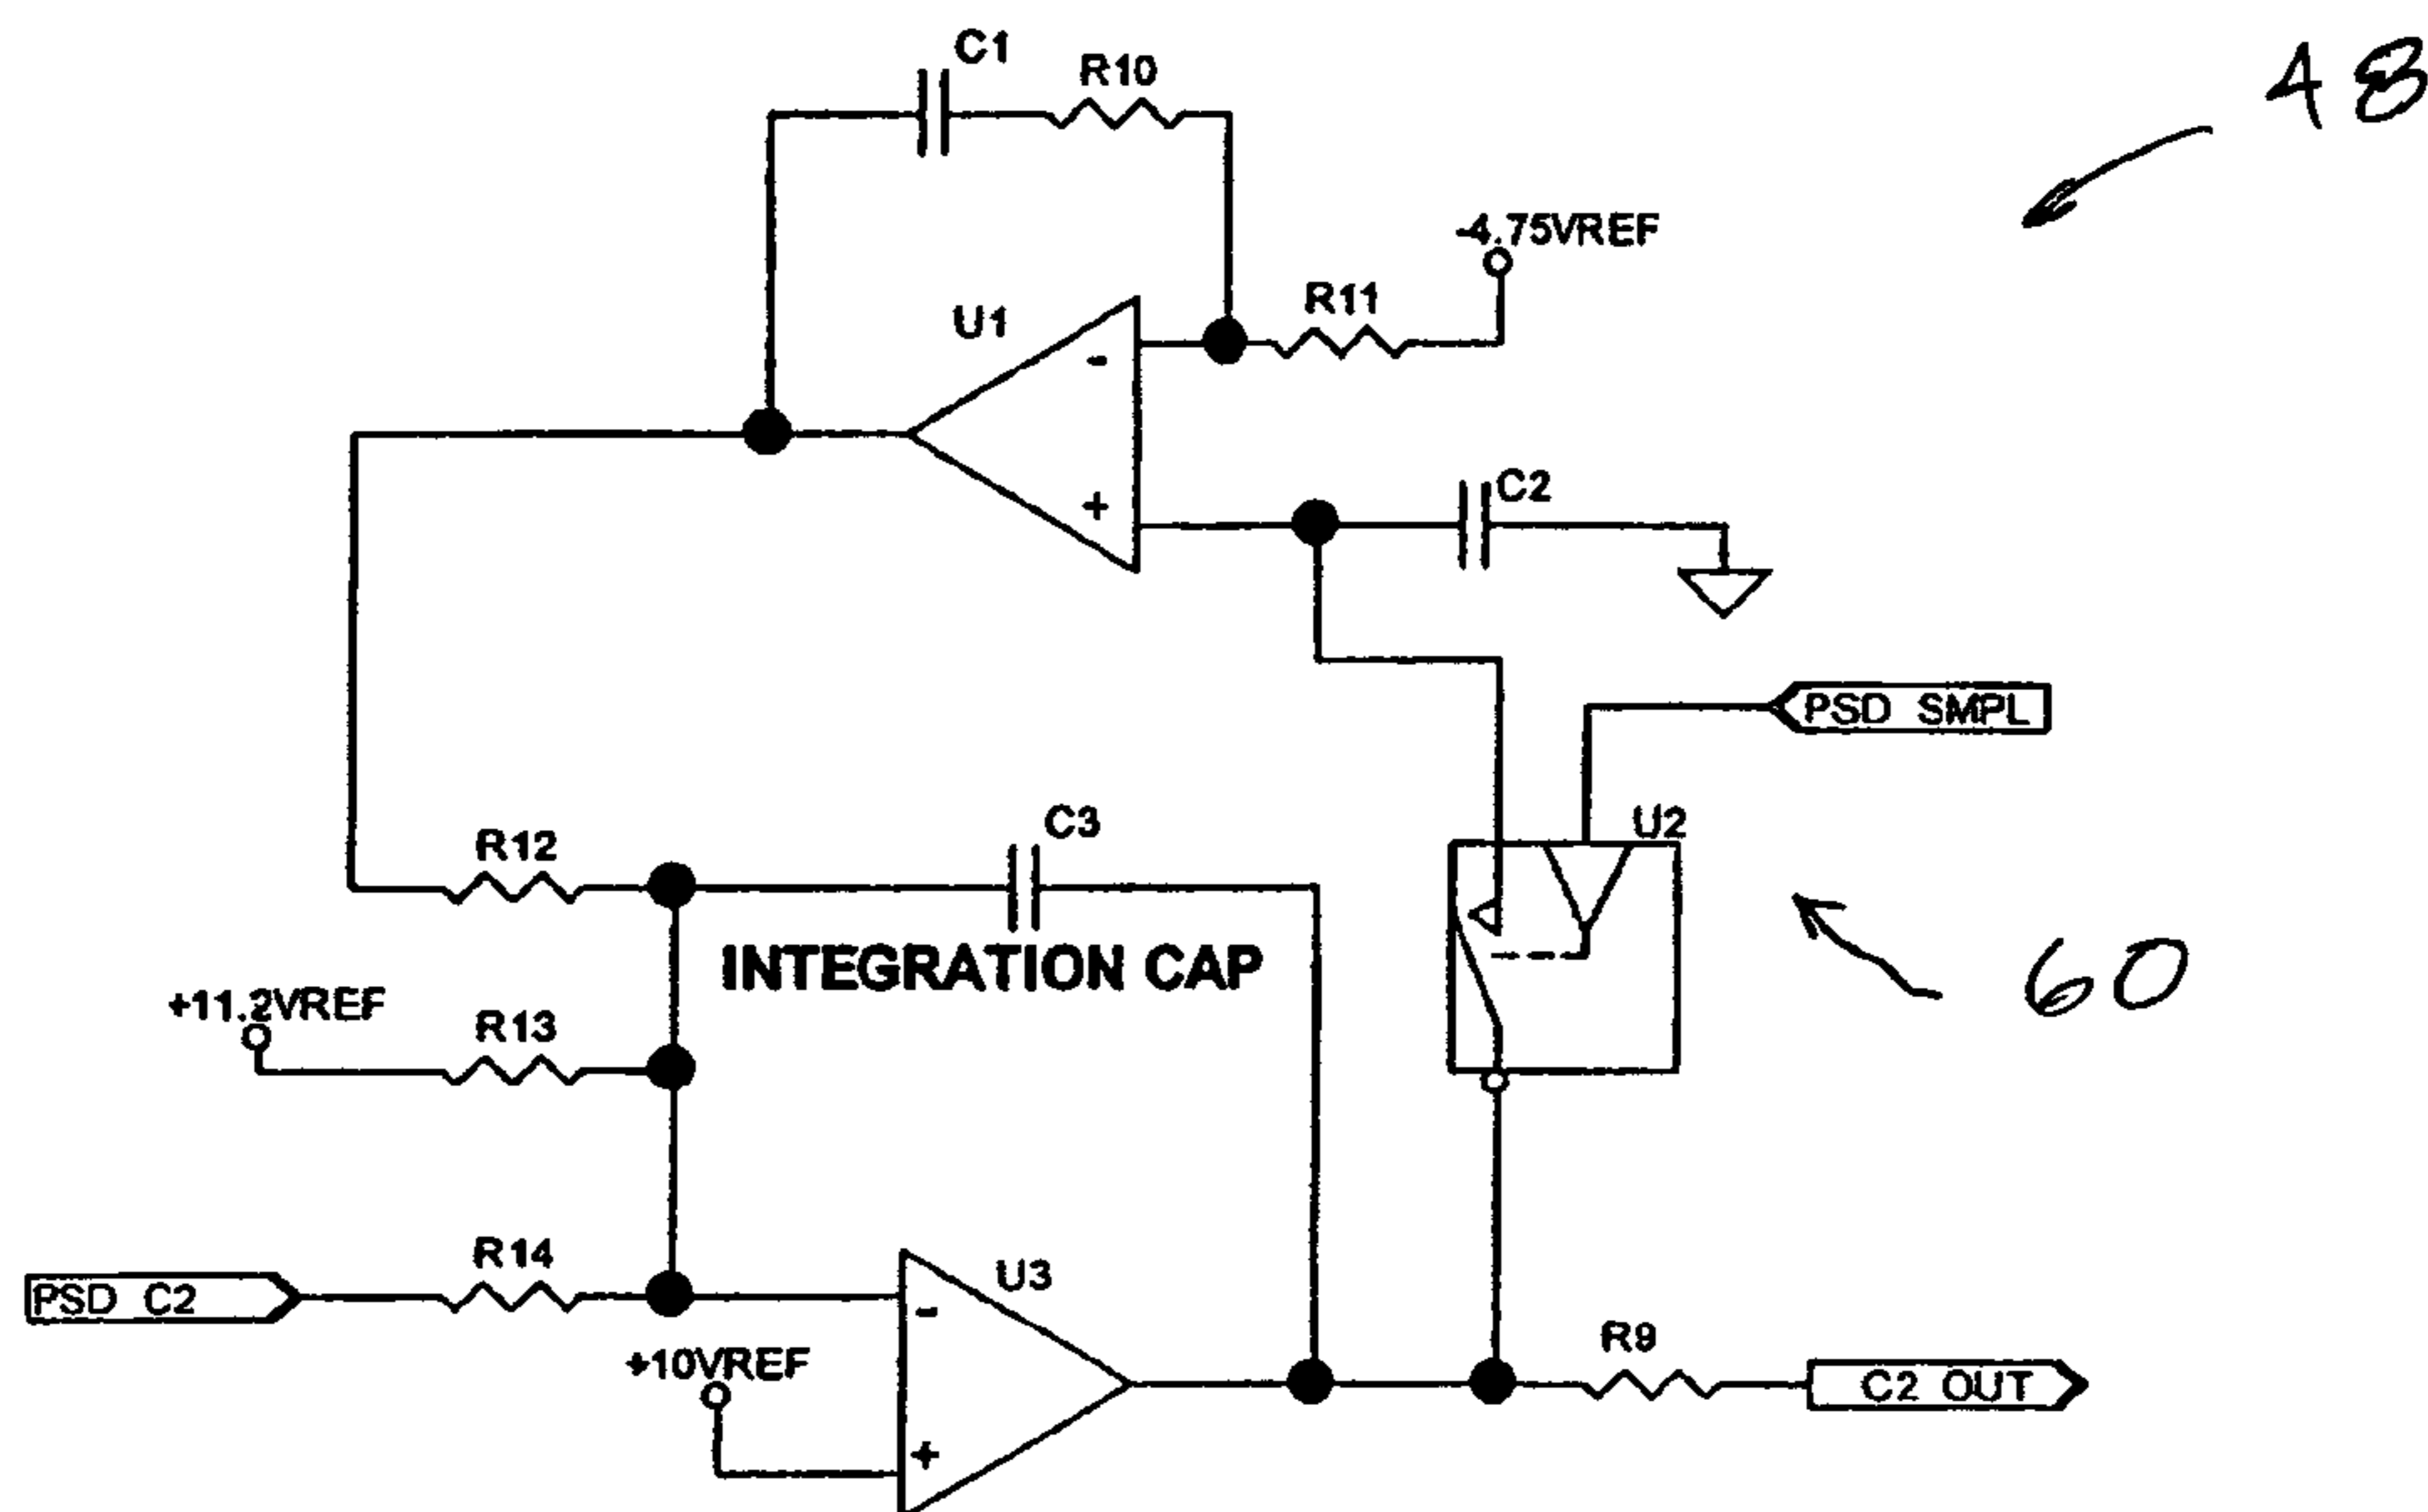 C1
R10
48
-4.75VREF
R11
U1
-
+
C2
PSD SMPL
U2
R12
C3
INTEGRATION CAP
60
+11.2VREF
R13
R14
PSD C2
U3
-
+10VREF
+
R9
C2 OUT